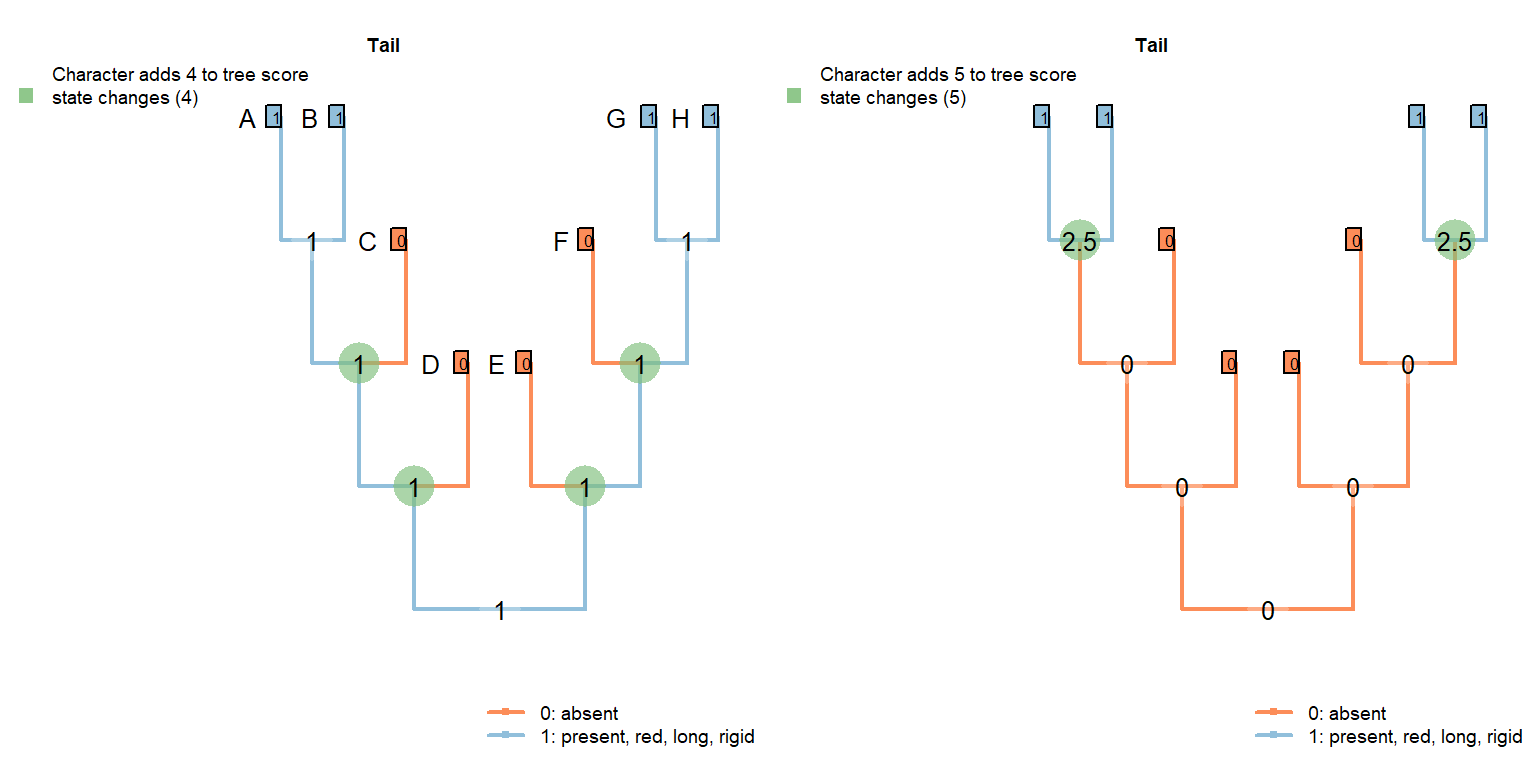 Tail
Character adds 4 to tree score
state changes (4)
A 1 B 1 G 1 H 1
1 C 0 F 0 1
1 D 0 E 0 1
1 1
1
0: absent
1: present, red, long, rigid
Tail
Character adds 5 to tree score
state changes (5)
1 1 1 1
2.5 0 0 2.5
0 0 0 0
0 0
0
0: absent
1: present, red, long, rigid